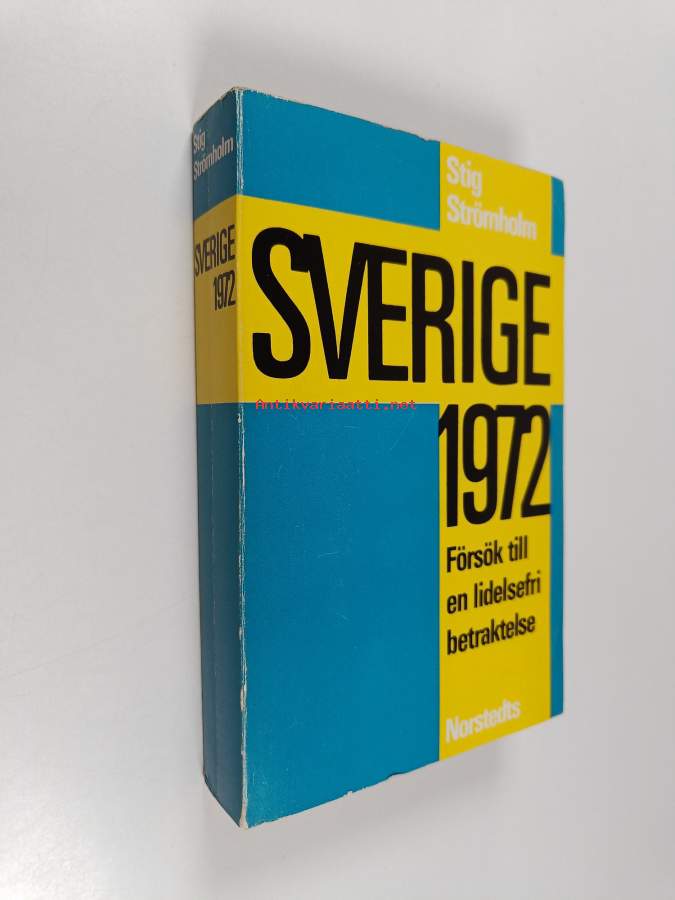 Stig
Strömholm
SVERIGE
1972
Stig
Strömholm
SVERIGE
1972
Försök till
en lidelsefri
betraktelse
Norstedts
Antikvariaatti.net